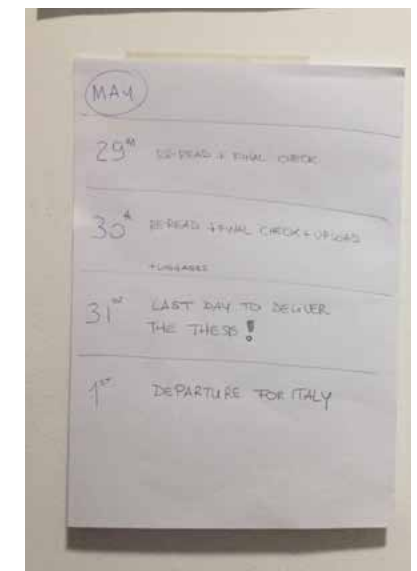 MAY
29th RE-READ + FINAL CHECK
30th RE-READ + FINAL CHECK + UPLOAD
+ LUGGAGES
31st LAST DAY TO DELIVER
THE THESIS!
1st DEPARTURE FOR ITALY